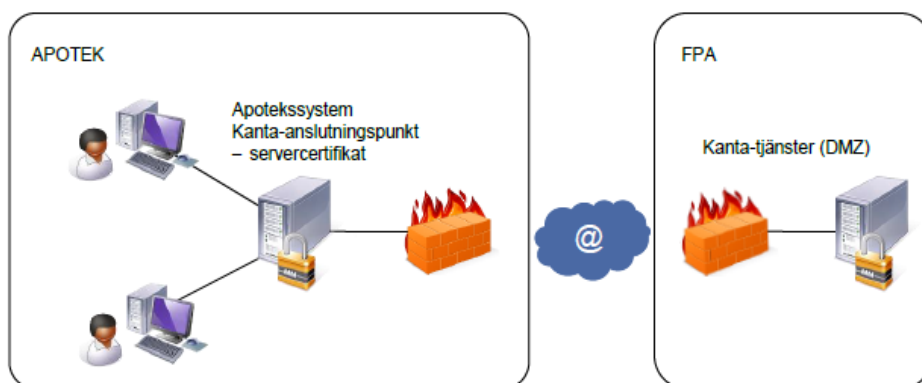 APOTEK
Apotekssystem
Kanta-anslutningspunkt
– servercertifikat
@
FPA
Kanta-tjänster (DMZ)